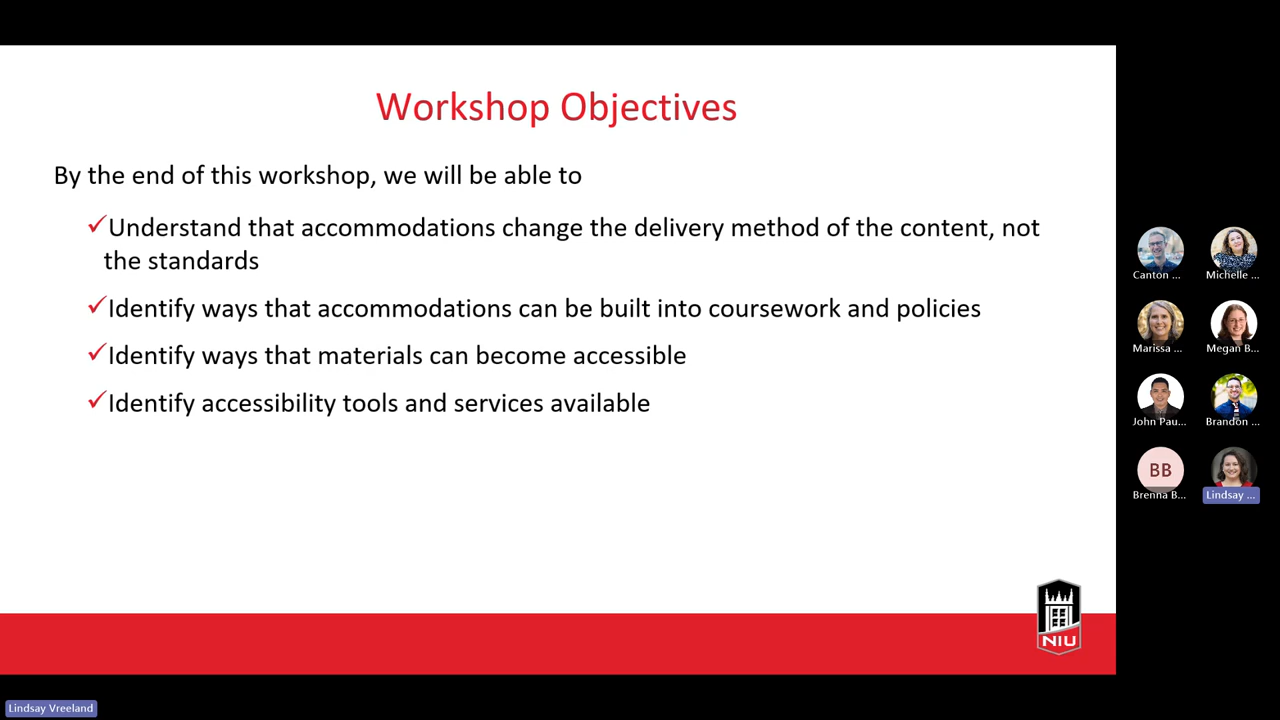 Workshop Objectives
By the end of this workshop, we will be able to
✓Understand that accommodations change the delivery method of the content, not
the standards
✓Identify ways that accommodations can be built into coursework and policies
✓Identify ways that materials can become accessible
✓Identify accessibility tools and services available
NIU
Canton ...
Michelle ...
Marissa ...
Megan B...
John Pau...
Brandon ...
BB
Brenna B...
Lindsay ...
Lindsay Vreeland